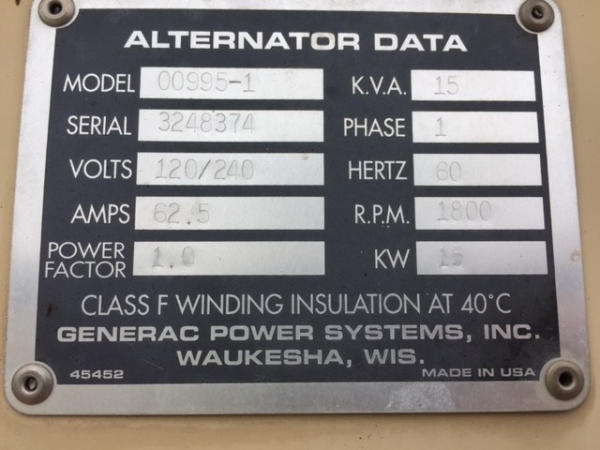 ALTERNATOR DATA
MODEL 00995-1 K.V.A. 15
SERIAL 3248374 PHASE 1
VOLTS 120/240 HERTZ 60
AMPS 62.5 R.P.M. 1800
POWER FACTOR 1.0 KW 15
CLASS F WINDING INSULATION AT 40°C
GENERAC POWER SYSTEMS, INC.
WAUKESHA, WIS.
45452 MADE IN USA